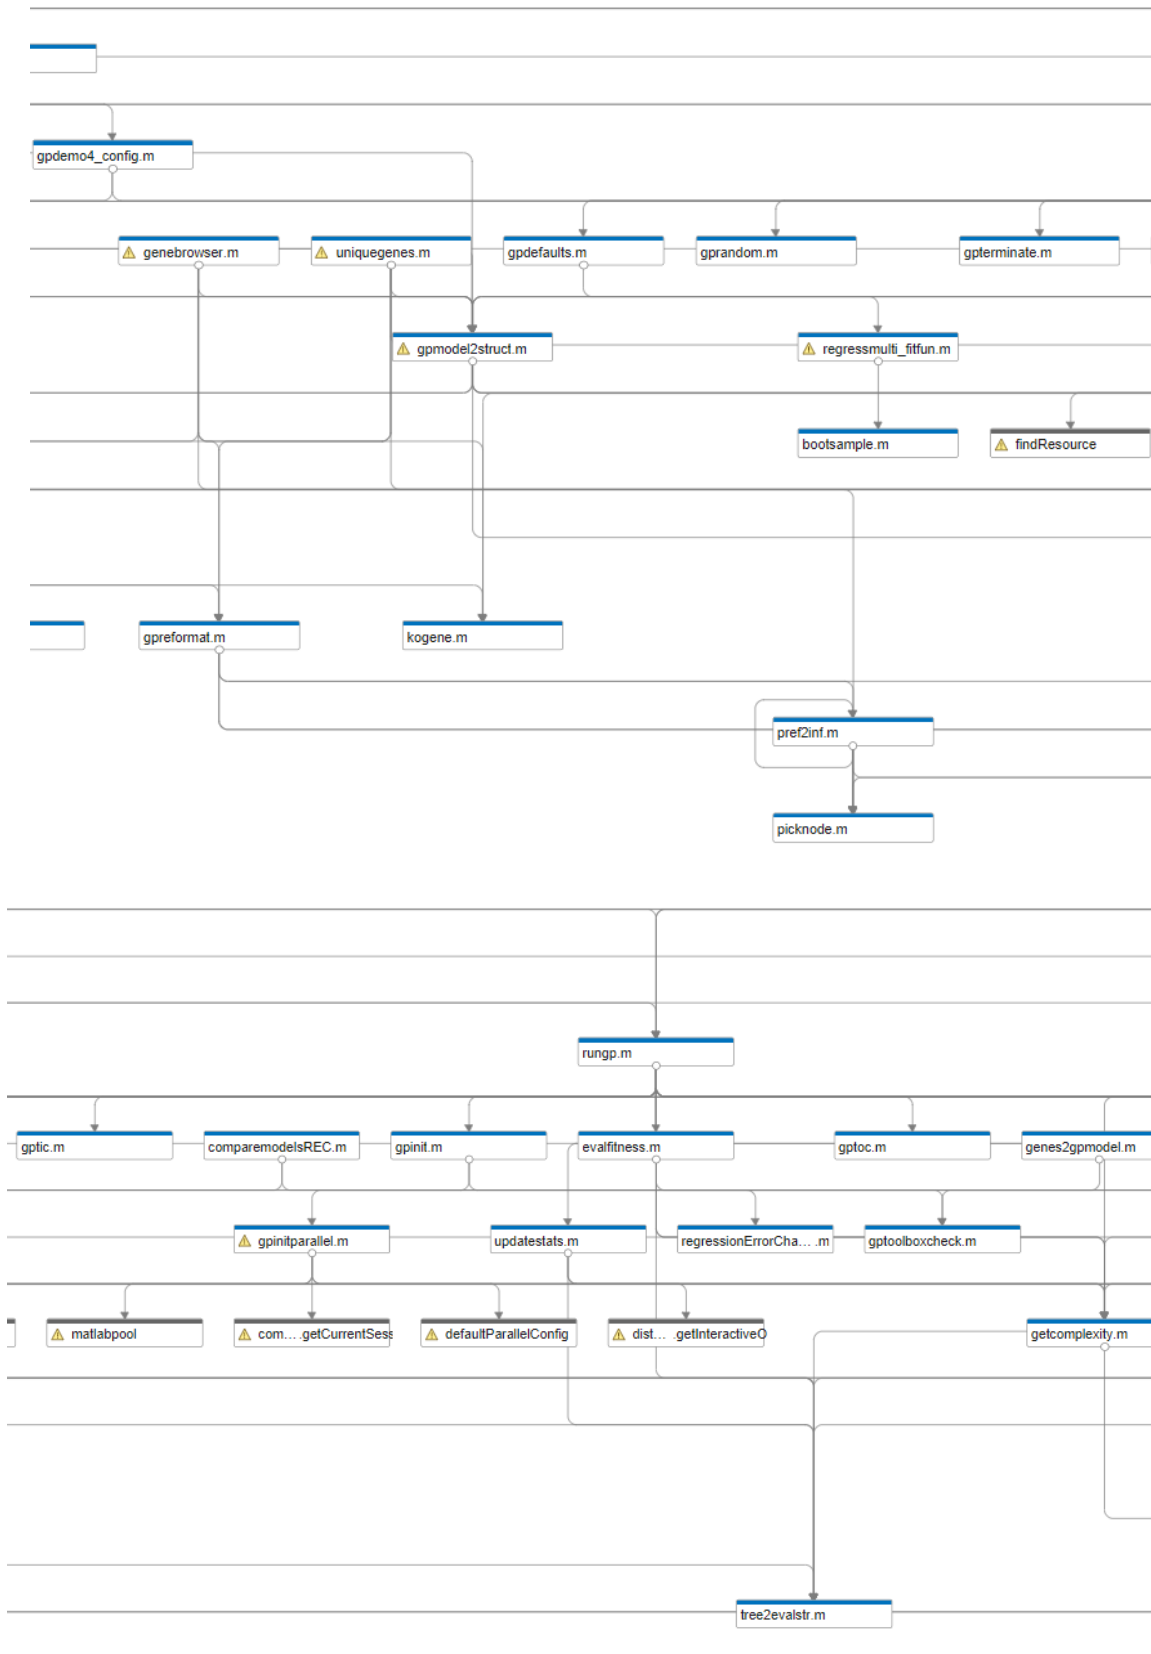 gpdemo4_config.m
genebrowser.m
uniquegenes.m
gpdefaults.m
gprandom.m
gpterminate.m
gpmodel2struct.m
regressmulti_fitfun.m
bootsample.m
findResource
gpreformat.m
kogene.m
pref2inf.m
picknode.m
rungp.m
gptic.m
comparemodelsREC.m
gpinit.m
evalfitness.m
gptoc.m
genes2gpmodel.m
gpinitparallel.m
updatestats.m
regressionErrorCha... .m
gptoolboxcheck.m
matlabpool
com... .getCurrentSess
defaultParallelConfig
dist... .getInteractiveO
getcomplexity.m
tree2evalstr.m